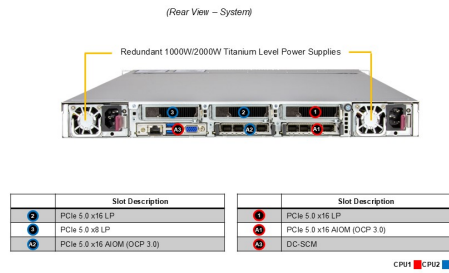 (Rear View – System)
Redundant 1000W/2000W Titanium Level Power Supplies
3 2 1
A3 A2 A1
Slot Description
2 PCIe 5.0 x16 LP
3 PCIe 5.0 x8 LP
A2 PCIe 5.0 x16 AIOM (OCP 3.0)
Slot Description
1 PCIe 5.0 x16 LP
A1 PCIe 5.0 x16 AIOM (OCP 3.0)
A3 DC-SCM
CPU1 CPU2